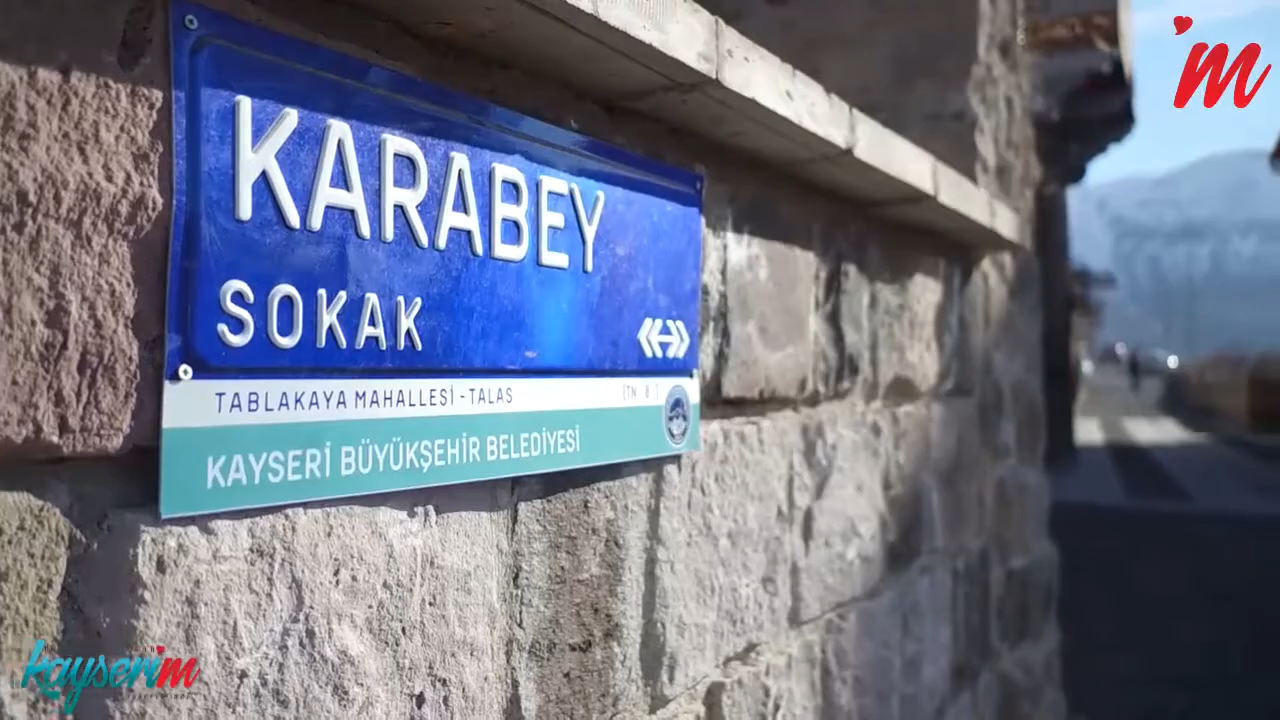 KARABEY
SOKAK
TABLAKAYA MAHALLESİ - TALAS
KAYSERİ BÜYÜKŞEHİR BELEDİYESİ
'm
kayserim